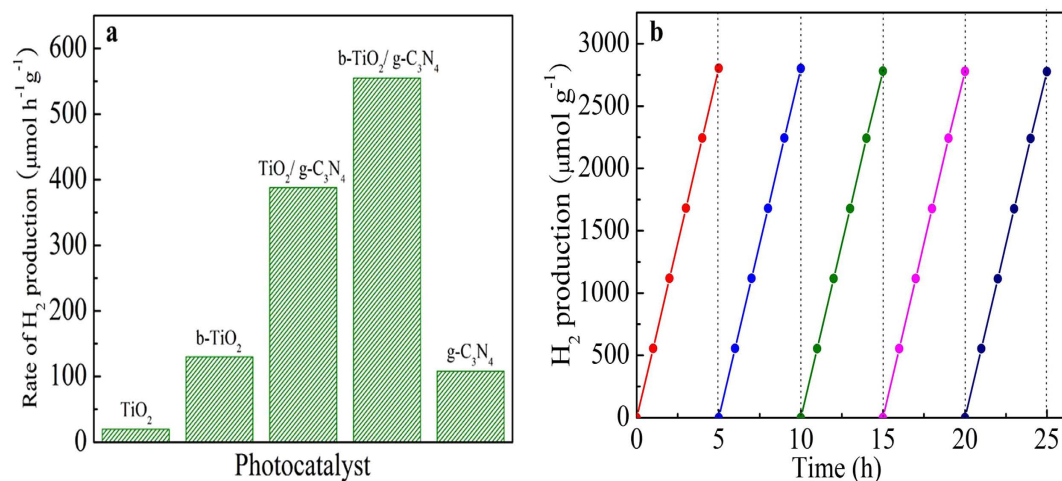 a
Rate of H₂ production (μmol h⁻¹g⁻¹)
600
500
400
300
200
100
0
TiO₂
b-TiO₂
TiO₂/ g-C₃N₄
b-TiO₂/ g-C₃N₄
g-C₃N₄
Photocatalyst
b
H₂ production (μmol g⁻¹)
3000
2500
2000
1500
1000
500
0
0 5 10 15 20 25
Time (h)